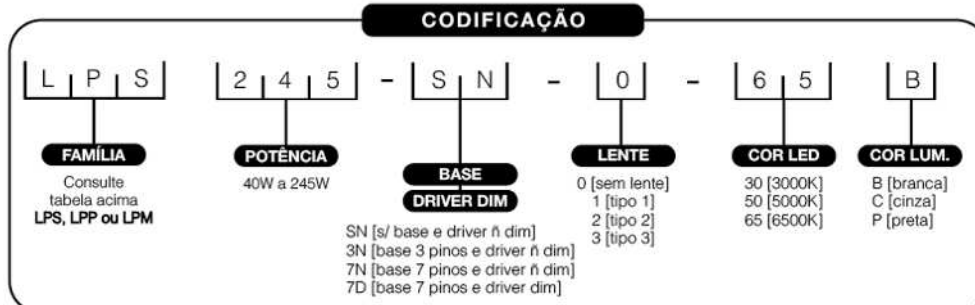 CODIFICAÇÃO
L P S 2 4 5 - S N - 0 - 6 5 B
FAMÍLIA
Consulte
tabela acima
LPS, LPP ou LPM
POTÊNCIA
40W a 245W
BASE
DRIVER DIM
SN [s/ base e driver ñ dim]
3N [base 3 pinos e driver ñ dim]
7N [base 7 pinos e driver ñ dim]
7D [base 7 pinos e driver dim]
LENTE
0 [sem lente]
1 [tipo 1]
2 [tipo 2]
3 [tipo 3]
COR LED
30 [3000K]
50 [5000K]
65 [6500K]
COR LUM.
B [branca]
C [cinza]
P [preta]